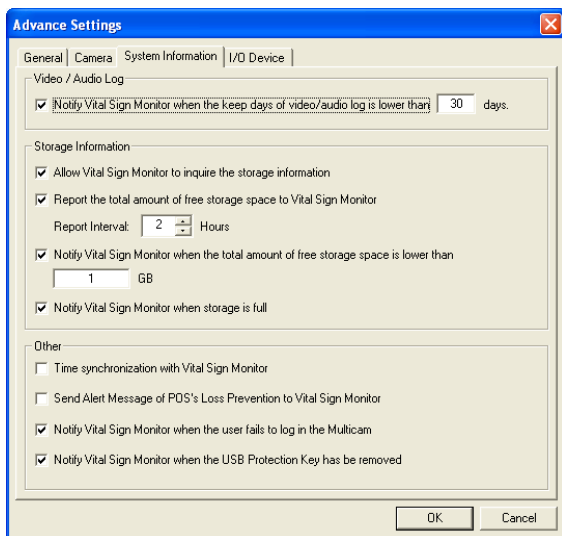 Advance Settings
General Camera System Information I/O Device
Video / Audio Log
Notify Vital Sign Monitor when the keep days of video/audio log is lower than 30 days.
Storage Information
Allow Vital Sign Monitor to inquire the storage information
Report the total amount of free storage space to Vital Sign Monitor
Report Interval: 2 Hours
Notify Vital Sign Monitor when the total amount of free storage space is lower than
1 GB
Notify Vital Sign Monitor when storage is full
Other
Time synchronization with Vital Sign Monitor
Send Alert Message of POS's Loss Prevention to Vital Sign Monitor
Notify Vital Sign Monitor when the user fails to log in the Multicam
Notify Vital Sign Monitor when the USB Protection Key has be removed
OK Cancel